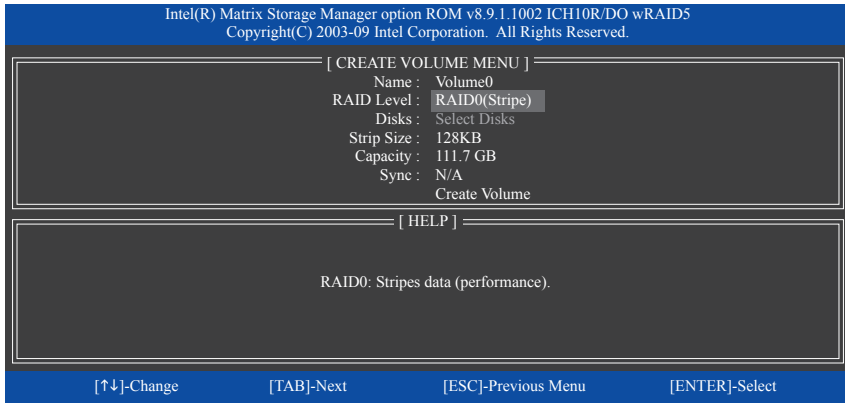 Intel(R) Matrix Storage Manager option ROM v8.9.1.1002 ICH10R/DO wRAID5
Copyright(C) 2003-09 Intel Corporation. All Rights Reserved.
[ CREATE VOLUME MENU ]
Name : Volume0
RAID Level : RAID0(Stripe)
Disks : Select Disks
Strip Size : 128KB
Capacity : 111.7 GB
Sync : N/A
Create Volume
[ HELP ]
RAID0: Stripes data (performance).
[↑↓]-Change [TAB]-Next [ESC]-Previous Menu [ENTER]-Select